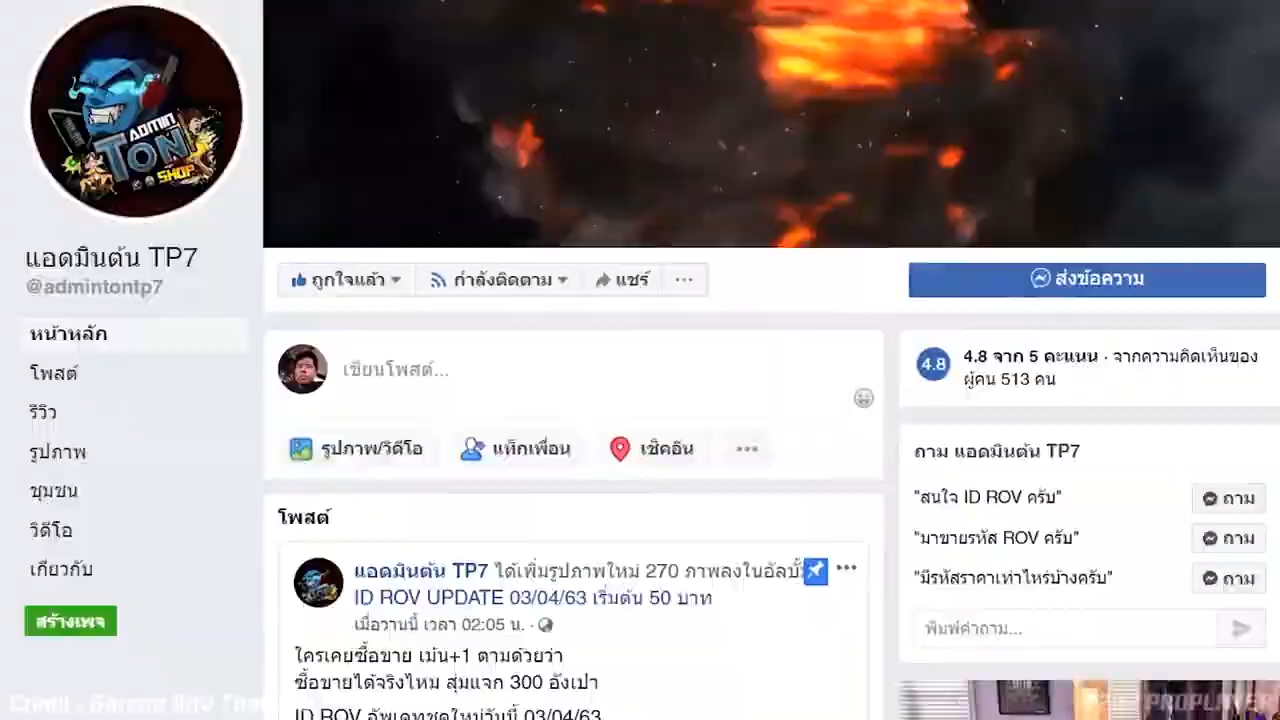 ADMIN
TON
SHOP
แอดมินต้น TP7
@admintontp7
หน้าหลัก
โพสต์
รีวิว
รูปภาพ
ชุมชน
วิดีโอ
เกี่ยวกับ
สร้างเพจ
ถูกใจแล้ว
กำลังติดตาม
แชร์
ส่งข้อความ
เขียนโพสต์...
รูปภาพ/วิดีโอ
แท็กเพื่อน
เช็คอิน
โพสต์
แอดมินต้น TP7 ได้เพิ่มรูปภาพใหม่ 270 ภาพลงในอัลบั้ม
ID ROV UPDATE 03/04/63 เริ่มต้น 50 บาท
เมื่อวานนี้ เวลา 02:05 น. ·
ใครเคยซื้อขาย เม้น+1 ตามด้วยว่า
ซื้อขายได้จริงไหม สุ่มแจก 300 อังเปา
ID ROV อัพเดทชุดใหม่วันนี้ 03/04/63
4.8
4.8 จาก 5 คะแนน · จากความคิดเห็นของ
ผู้คน 513 คน
ถาม แอดมินต้น TP7
"สนใจ ID ROV ครับ"
ถาม
"มาขายรหัส ROV ครับ"
ถาม
"มีรหัสราคาเท่าไหร่บ้างครับ"
ถาม
พิมพ์คำถาม...
PROPLAYER